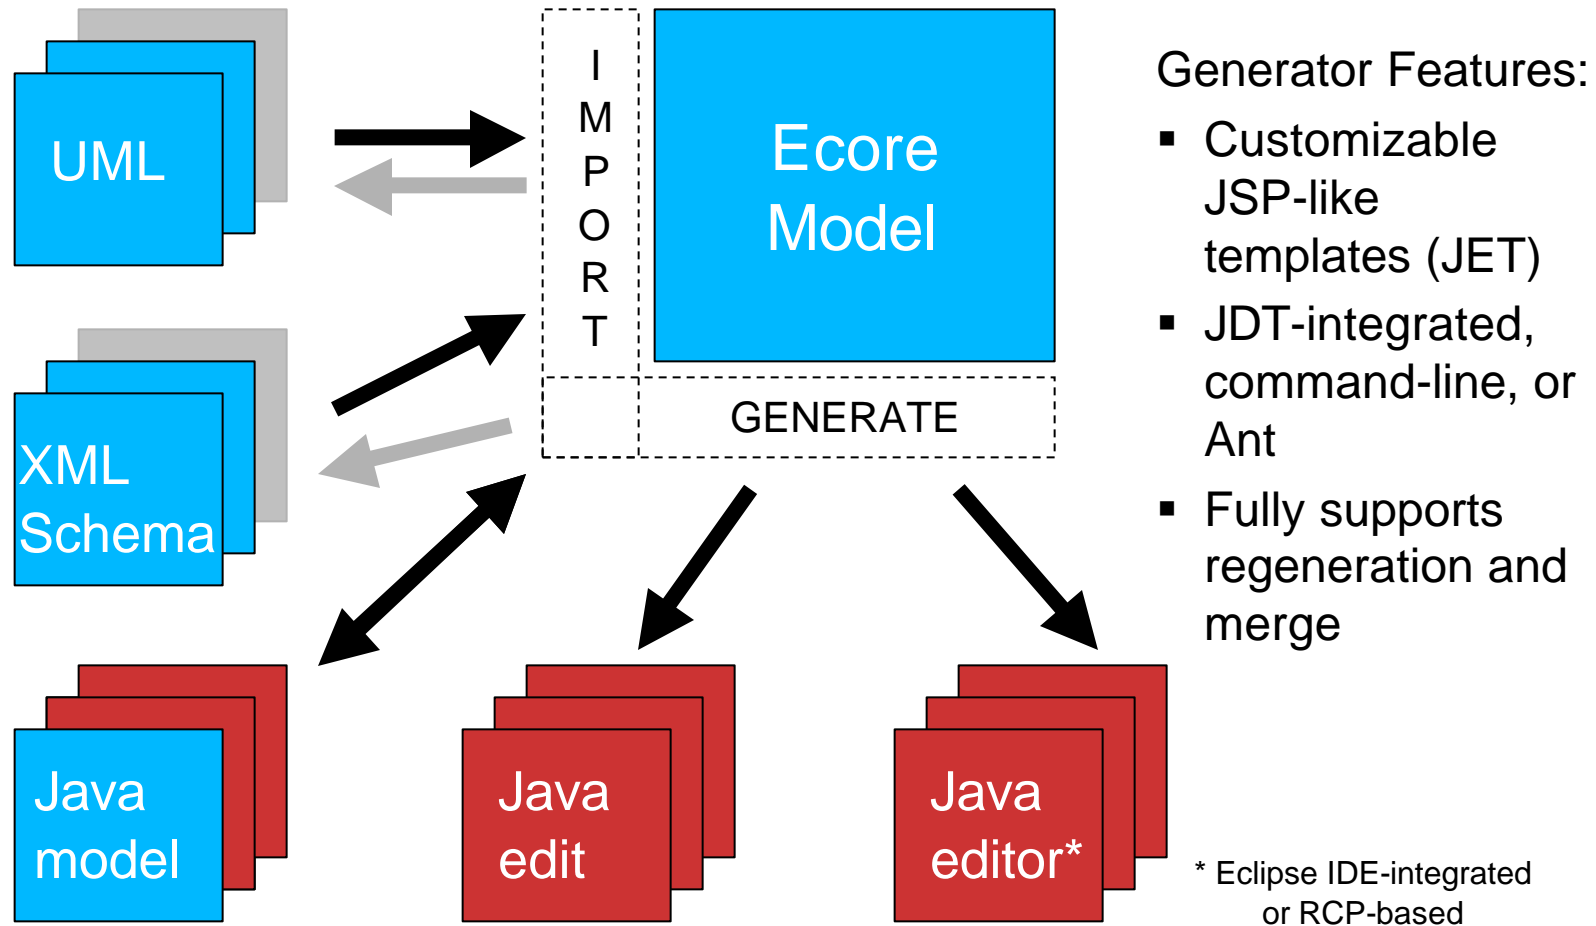 UML
I
M
P
O
R
T
Ecore
Model
GENERATE
XML
Schema
Java
model
Java
edit
Java
editor*
Generator Features:
▪ Customizable
JSP-like
templates (JET)
▪ JDT-integrated,
command-line, or
Ant
▪ Fully supports
regeneration and
merge
* Eclipse IDE-integrated
or RCP-based